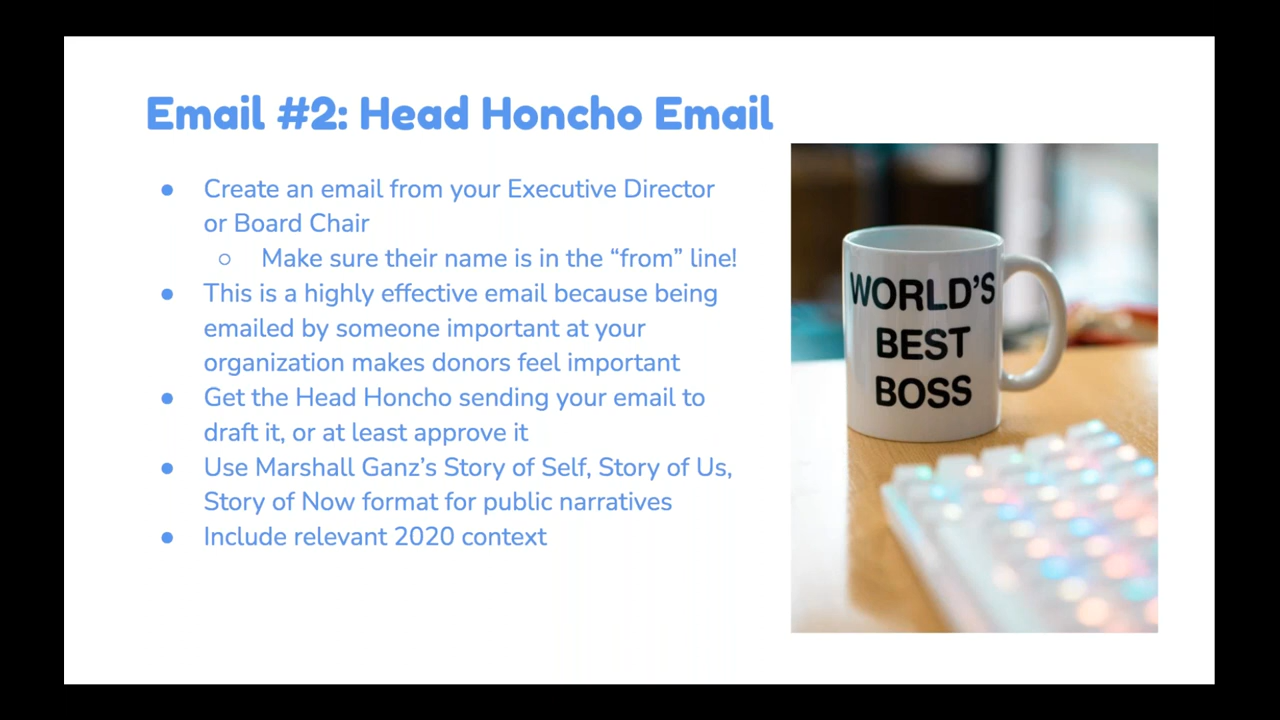 Email #2: Head Honcho Email
● Create an email from your Executive Director
or Board Chair
○ Make sure their name is in the “from” line!
● This is a highly effective email because being
emailed by someone important at your
organization makes donors feel important
● Get the Head Honcho sending your email to
draft it, or at least approve it
● Use Marshall Ganz’s Story of Self, Story of Us,
Story of Now format for public narratives
● Include relevant 2020 context
WORLD’S
BEST
BOSS